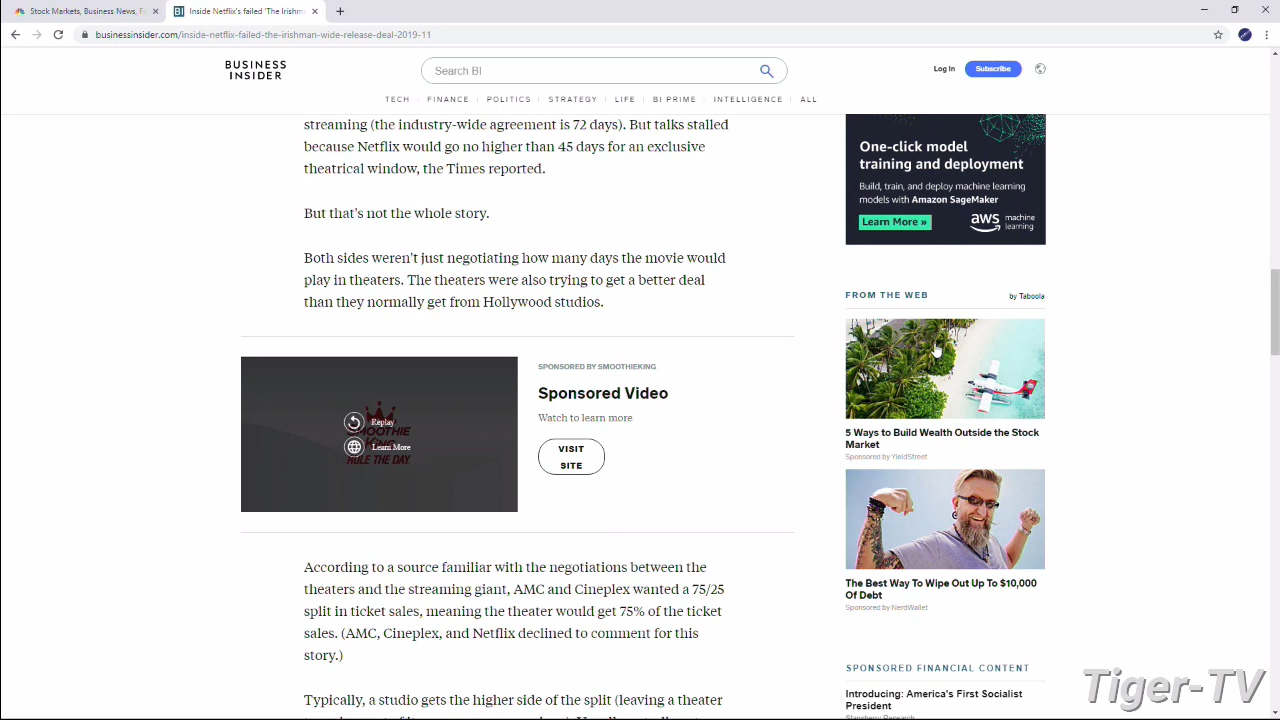 Stock Markets, Business News, F
Inside Netflix's Failed 'The Irishm
businessinsider.com/inside-netflix-failed-the-irishman-wide-release-deal-2019-11
BUSINESS
INSIDER
Search BI
Log In
Subscribe
TECH
FINANCE
POLITICS
STRATEGY
LIFE
BI PRIME
INTELLIGENCE
ALL
streaming (the industry-wide agreement is 72 days). But talks stalled
because Netflix would go no higher than 45 days for an exclusive
theatrical window, the Times reported.
But that's not the whole story.
Both sides weren't just negotiating how many days the movie would
play in theaters. The theaters were also trying to get a better deal
than they normally get from Hollywood studios.
Replay
Learn More
SMOOTHIE
KING
RULE THE DAY.
SPONSORED BY SMOOTHIEKING
Sponsored Video
Watch to learn more
VISIT
SITE
According to a source familiar with the negotiations between the
theaters and the streaming giant, AMC and Cineplex wanted a 75/25
split in ticket sales, meaning the theater would get 75% of the ticket
sales. (AMC, Cineplex, and Netflix declined to comment for this
story.)
Typically, a studio gets the higher side of the split (leaving a theater
One-click model
training and deployment
Build, train, and deploy machine learning
models with Amazon SageMaker
Learn More »
aws machine
learning
FROM THE WEB
by Taboola
5 Ways to Build Wealth Outside the Stock
Market
Sponsored by YieldStreet
The Best Way To Wipe Out Up To $10,000
Of Debt
Sponsored by NerdWallet
SPONSORED FINANCIAL CONTENT
Introducing: America's First Socialist
President
Stansberry Research
Tiger-TV